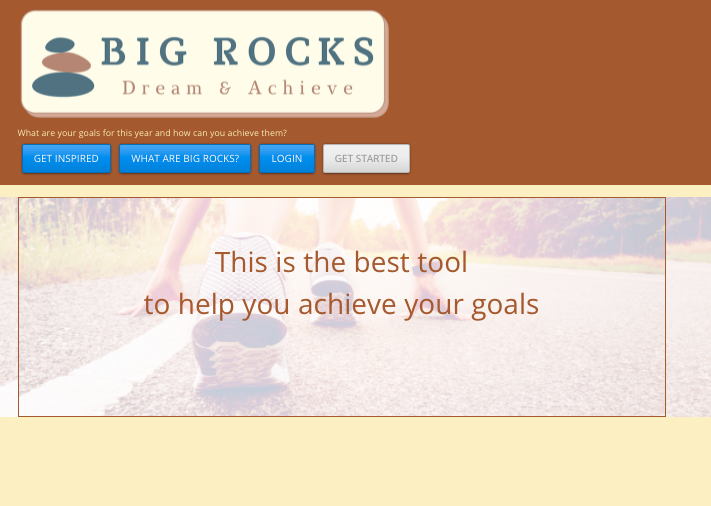 BIG ROCKS
Dream & Achieve
What are your goals for this year and how can you achieve them?
GET INSPIRED WHAT ARE BIG ROCKS? LOGIN GET STARTED
This is the best tool
to help you achieve your goals